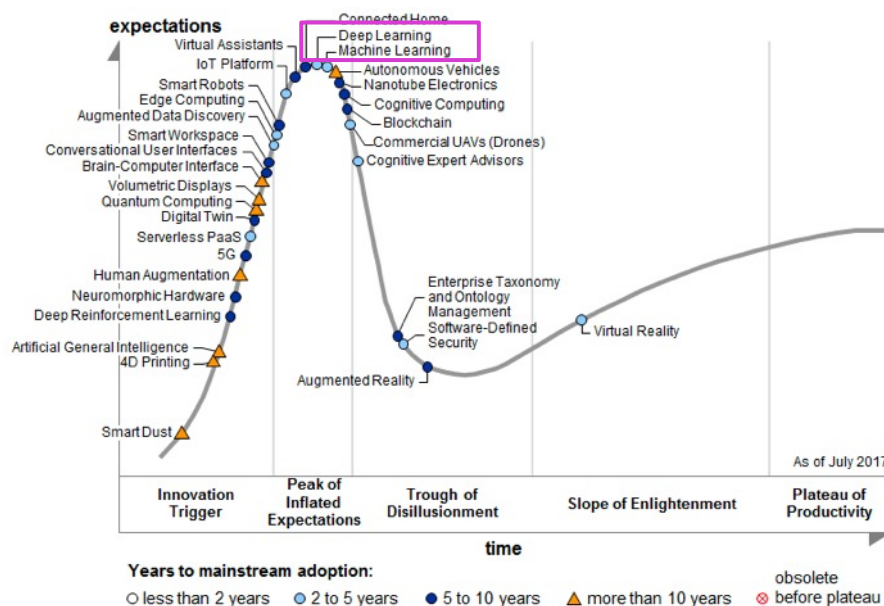 expectations
Connected Home
Deep Learning
Virtual Assistants
Machine Learning
IoT Platform
Autonomous Vehicles
Smart Robots
Nanotube Electronics
Edge Computing
Cognitive Computing
Augmented Data Discovery
Blockchain
Smart Workspace
Commercial UAVs (Drones)
Conversational User Interfaces
Cognitive Expert Advisors
Brain-Computer Interface
Volumetric Displays
Quantum Computing
Digital Twin
Serverless PaaS
5G
Human Augmentation
Neuromorphic Hardware
Deep Reinforcement Learning
Artificial General Intelligence
4D Printing
Smart Dust
Enterprise Taxonomy
and Ontology
Management
Software-Defined
Security
Augmented Reality
Virtual Reality
As of July 2017
Innovation
Trigger
Peak of
Inflated
Expectations
Trough of
Disillusionment
Slope of Enlightenment
Plateau of
Productivity
time
Years to mainstream adoption:
less than 2 years
2 to 5 years
5 to 10 years
more than 10 years
obsolete
before plateau